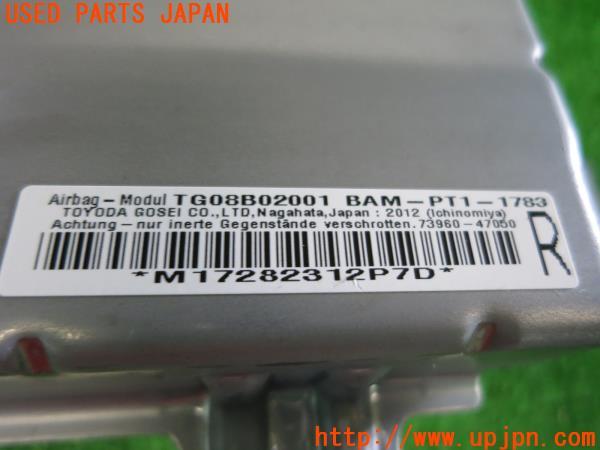 USED PARTS JAPAN
Airbag-Modul TG08B02001 BAM-PT1-1783
TOYODA GOSEI CO.,LTD,Nagahata,Japan : 2012 (Ichinomiya)
Achtung - nur inerte Gegenstände verschrotten.73960-47050
R
*M17282312P7D*
http://www.upjpn.com/